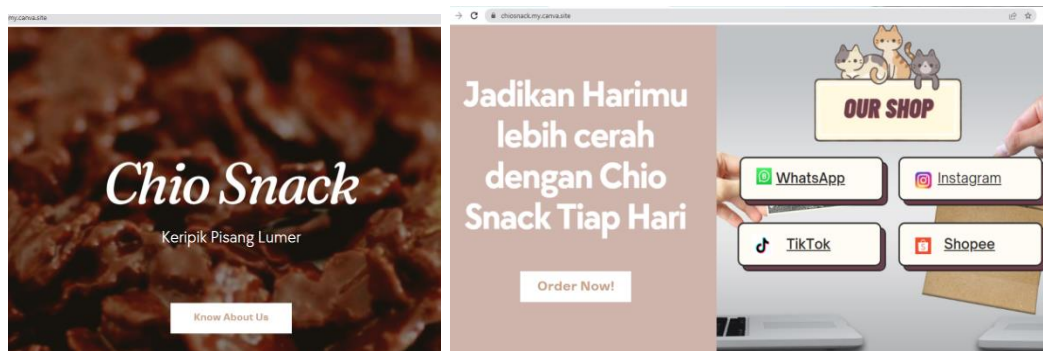 my.canva.site
Chio Snack
Keripik Pisang Lumer
Know About Us
chiosnack.my.canva.site
Jadikan Harimu
lebih cerah
dengan Chio
Snack Tiap Hari
Order Now!
OUR SHOP
WhatsApp
Instagram
TikTok
Shopee